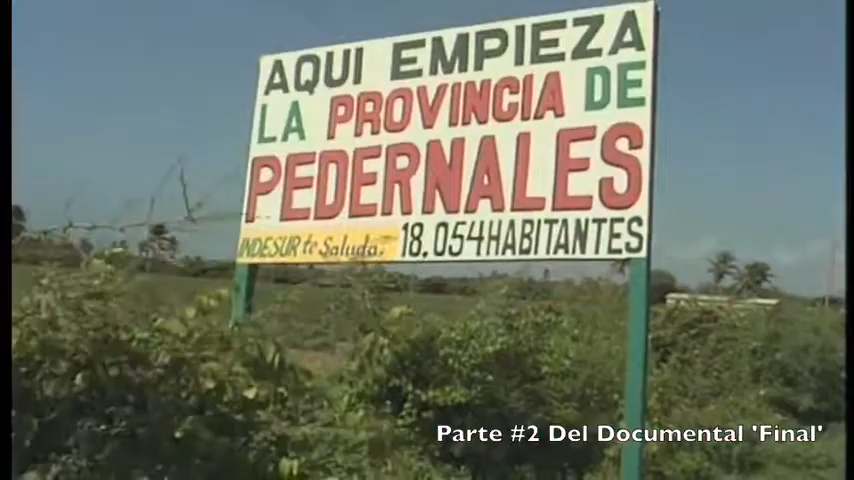 AQUI EMPIEZA
LA PROVINCIA DE
PEDERNALES
INDESUR te Saluda. 18.054 HABITANTES
Parte #2 Del Documental 'Final'